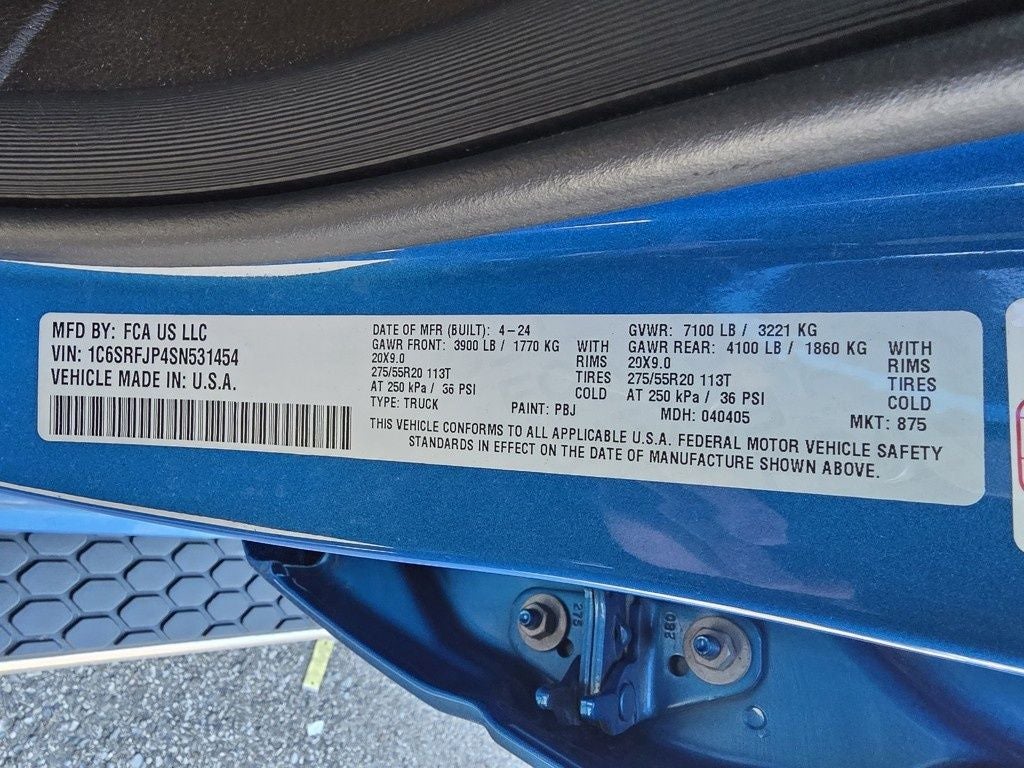 MFD BY: FCA US LLC
VIN: 1C6SRFJP4SN531454
VEHICLE MADE IN: U.S.A.
DATE OF MFR (BUILT): 4-24
GAWR FRONT: 3900 LB / 1770 KG WITH
20X9.0 RIMS
275/55R20 113T TIRES
AT 250 kPa / 36 PSI COLD
TYPE: TRUCK PAINT: PBJ
GVWR: 7100 LB / 3221 KG
GAWR REAR: 4100 LB / 1860 KG WITH
20X9.0 RIMS
275/55R20 113T TIRES
AT 250 kPa / 36 PSI COLD
MDH: 040405 MKT: 875
THIS VEHICLE CONFORMS TO ALL APPLICABLE U.S.A. FEDERAL MOTOR VEHICLE SAFETY
STANDARDS IN EFFECT ON THE DATE OF MANUFACTURE SHOWN ABOVE.
275